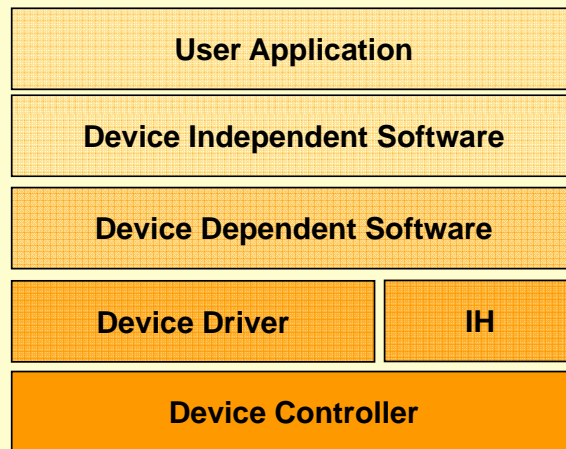 User Application
Device Independent Software
Device Dependent Software
Device Driver IH
Device Controller